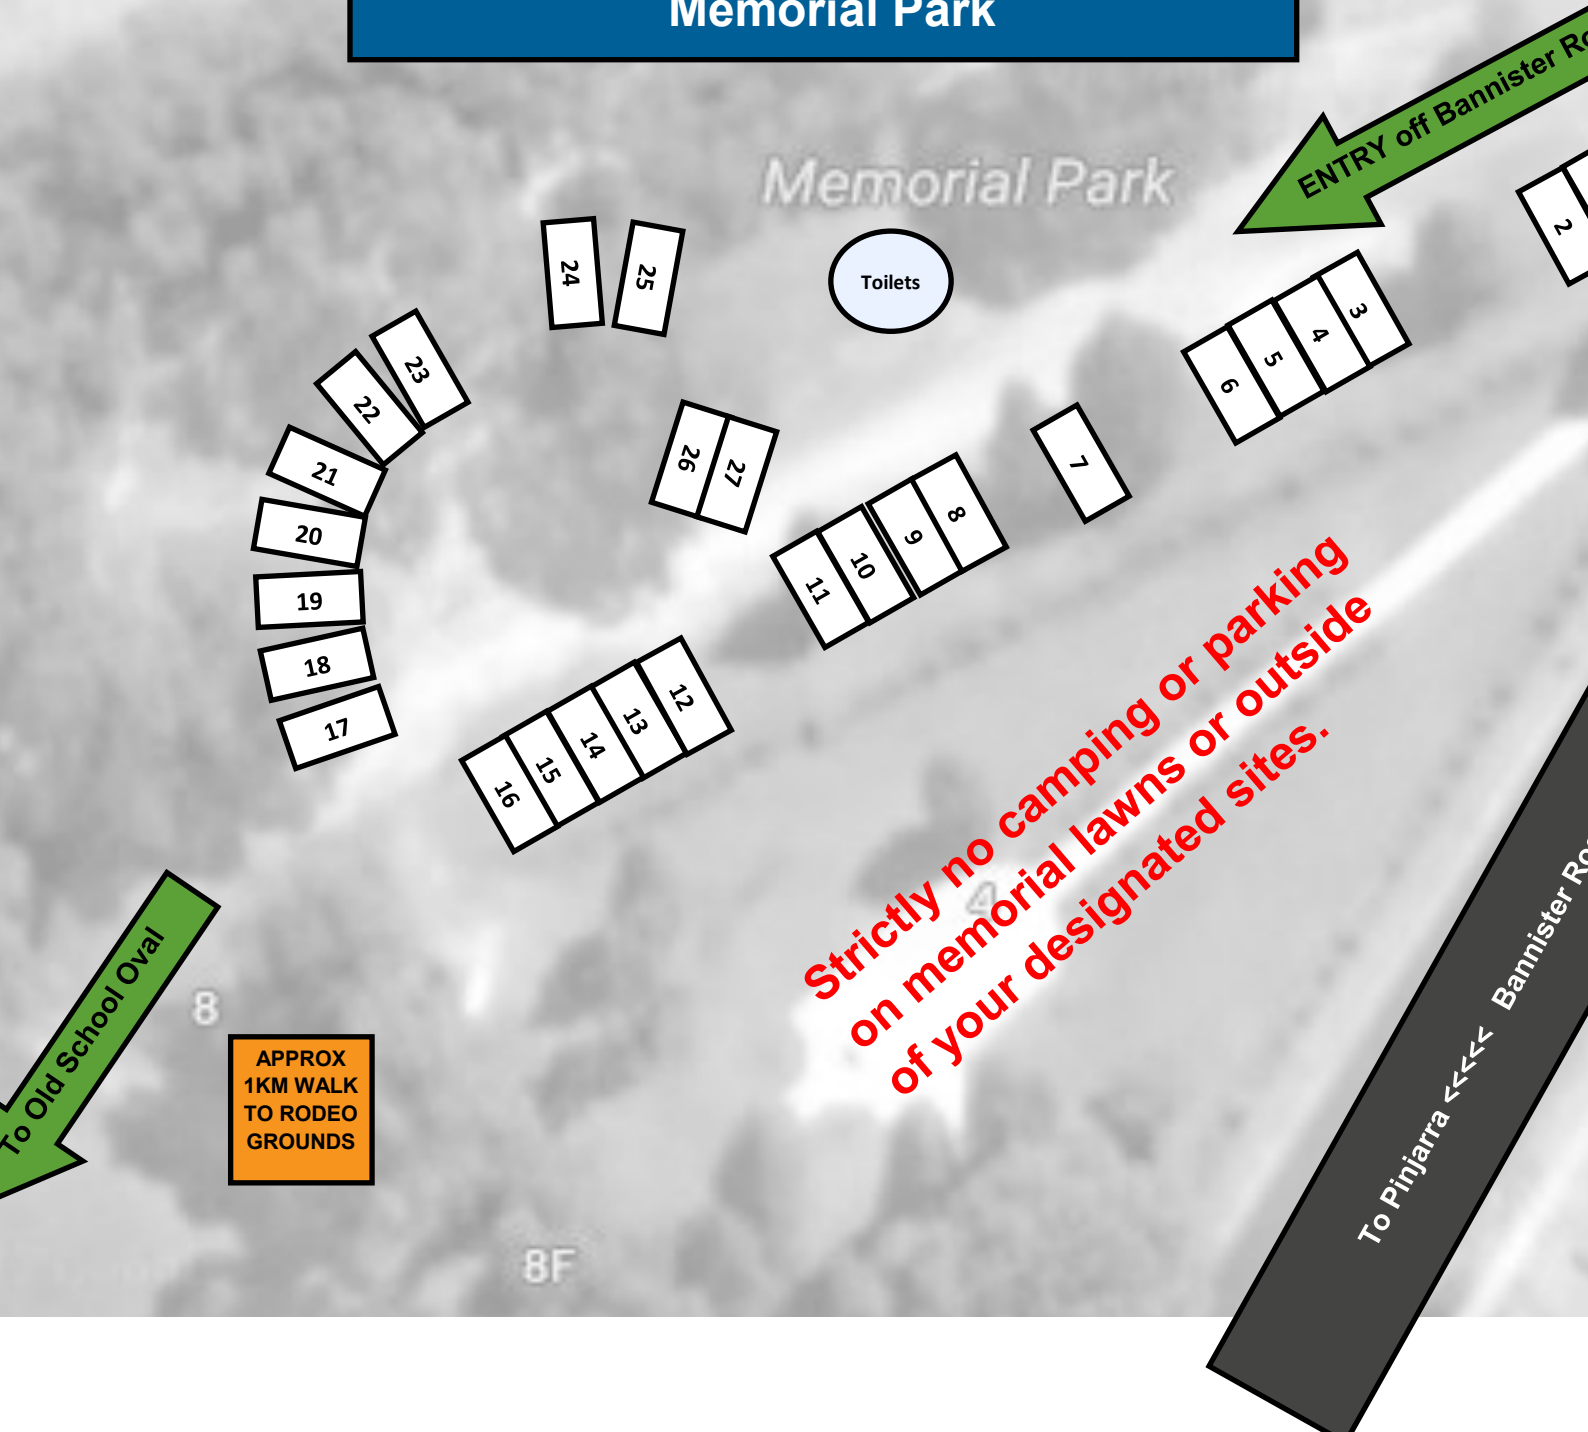 Memorial Park
ENTRY off Bannister Ro
Memorial Park
Toilets
2
3
4
5
6
7
8
9
10
11
12
13
14
15
16
17
18
19
20
21
22
23
24
25
26
27
Strictly no camping or parking
on memorial lawns or outside
of your designated sites.
4
To Old School Oval
8
APPROX
1KM WALK
TO RODEO
GROUNDS
8F
To Pinjarra <<<<< Bannister Ro